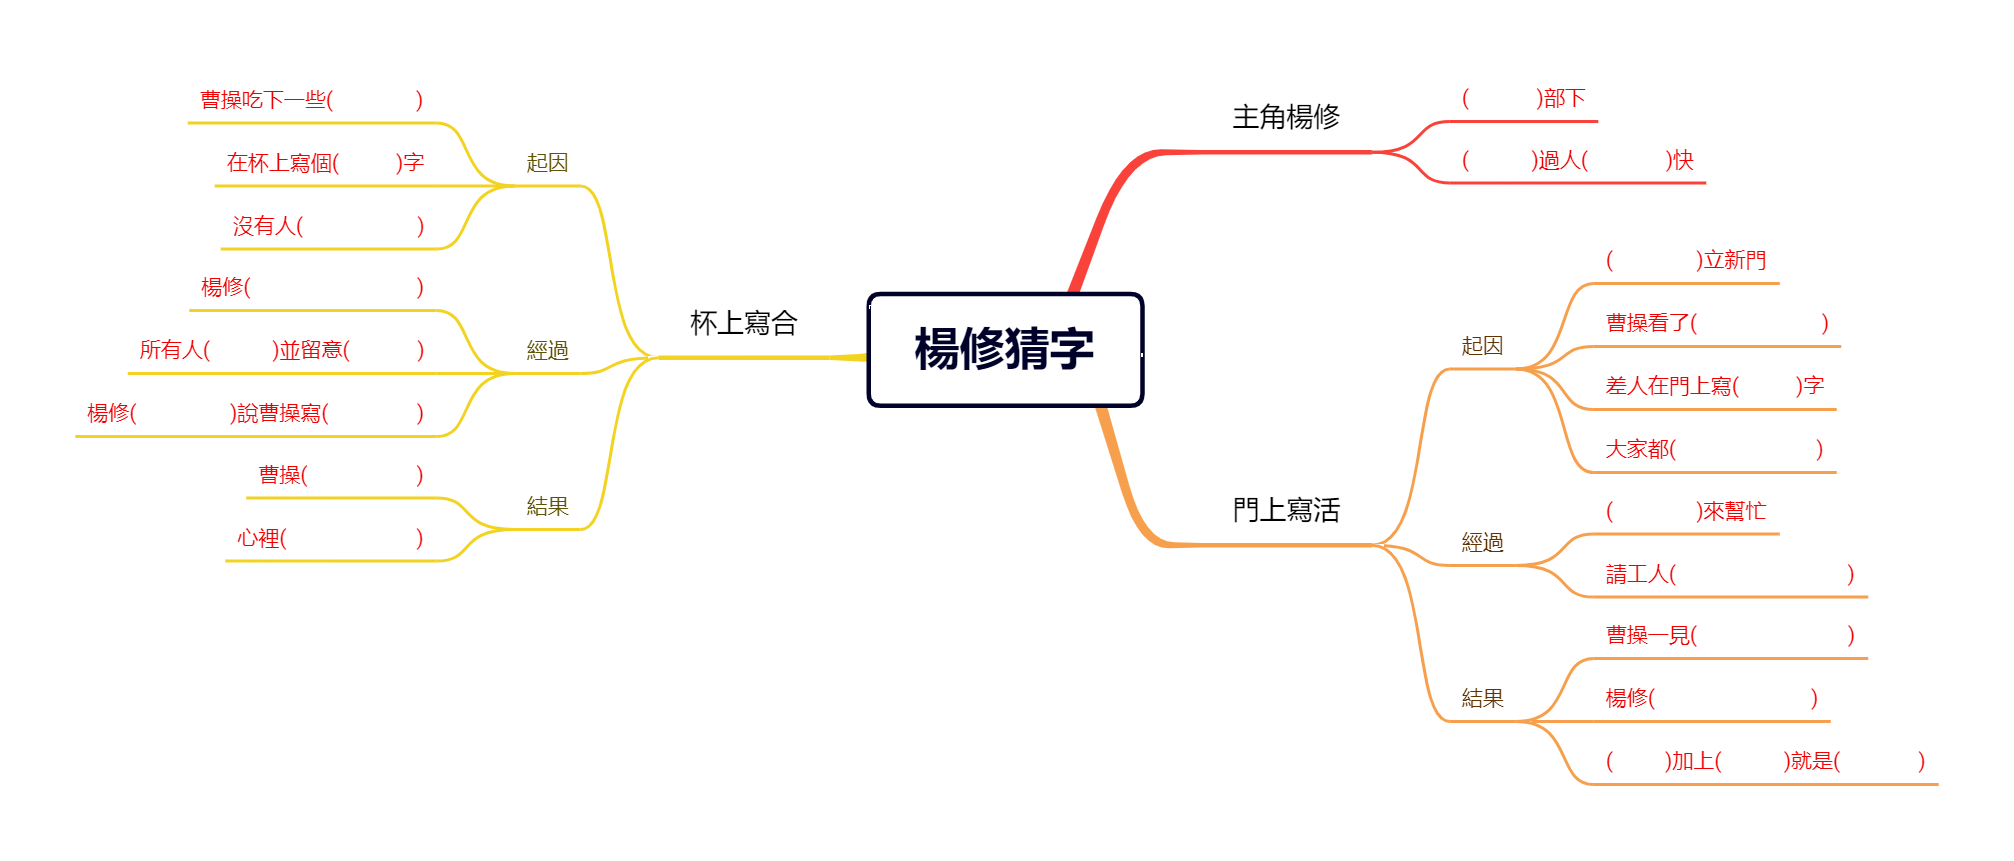 楊修猜字
主角楊修
( )部下
( )過人( )快
門上寫活
起因
( )立新門
曹操看了( )
差人在門上寫( )字
大家都( )
經過
( )來幫忙
請工人( )
結果
曹操一見( )
楊修( )
( )加上( )就是( )
杯上寫合
起因
曹操吃下一些( )
在杯上寫個( )字
沒有人( )
經過
楊修( )
所有人( )並留意( )
楊修( )說曹操寫( )
結果
曹操( )
心裡( )